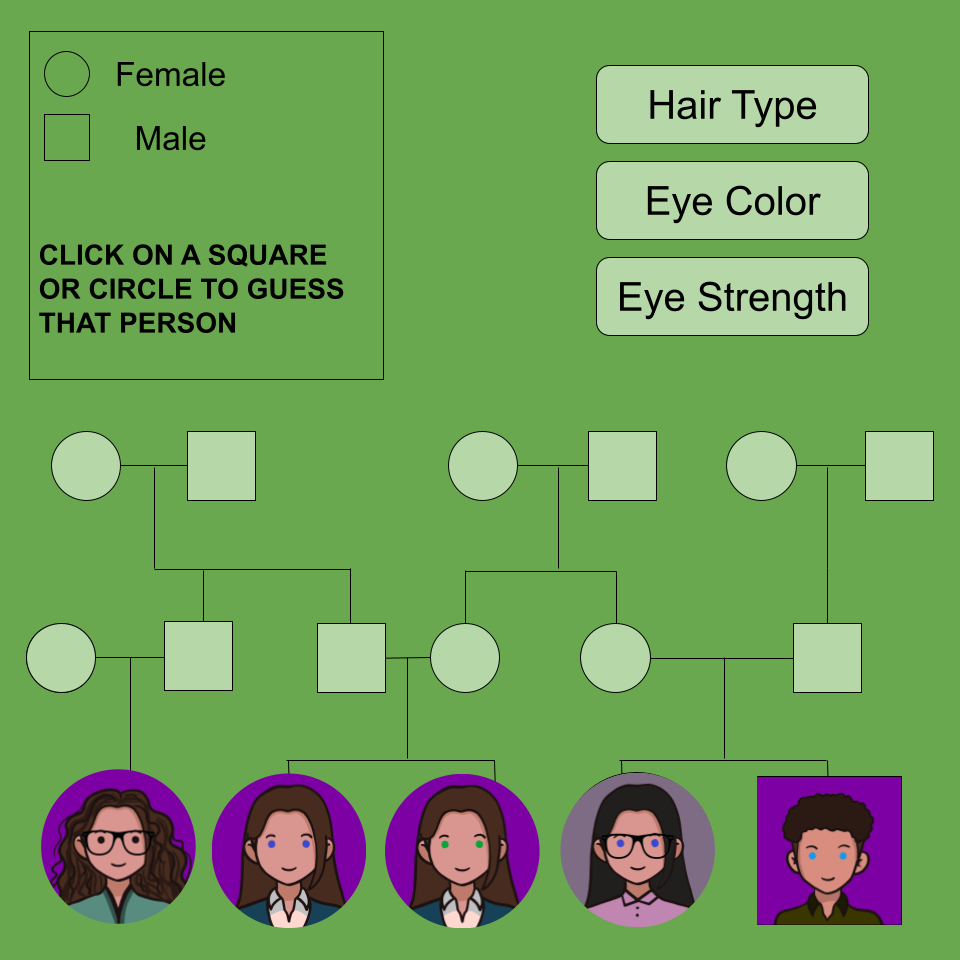 Female
Male
CLICK ON A SQUARE
OR CIRCLE TO GUESS
THAT PERSON
Hair Type
Eye Color
Eye Strength